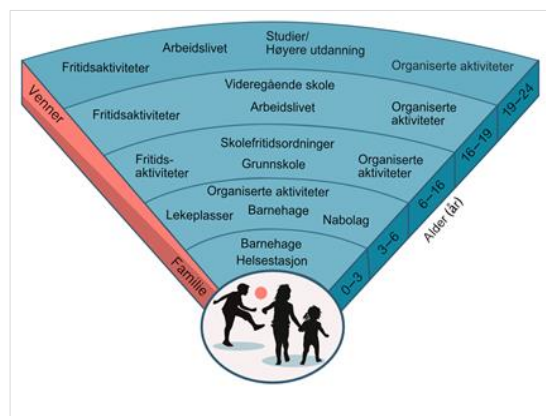 Studier/
Arbeidslivet Høyere utdanning
Fritidsaktiviteter Organiserte aktiviteter
Videregående skole
Fritidsaktiviteter Arbeidslivet Organiserte
aktiviteter
Skolefritidsordninger
Fritids-
aktiviteter Grunnskole Organiserte
aktiviteter
Organiserte aktiviteter
Lekeplasser Barnehage Nabolag
Barnehage
Helsestasjon
Venner
Familie
0–3
3–6
6–16
16–19
19–24
Alder (år)